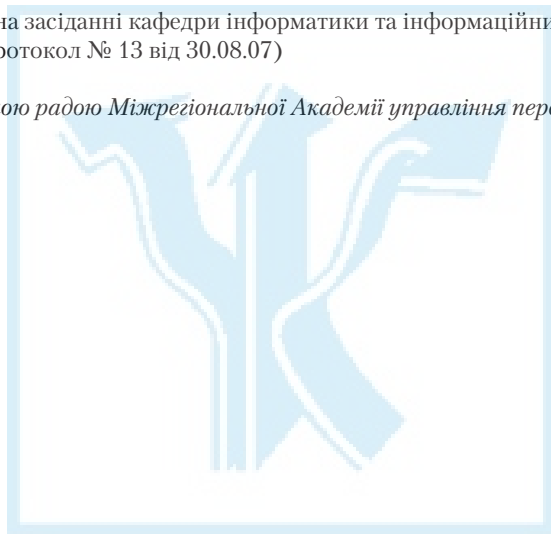 на засіданні кафедри інформатики та інформаційни
ротокол № 13 від 30.08.07)
ою радою Міжрегіональної Академії управління перс